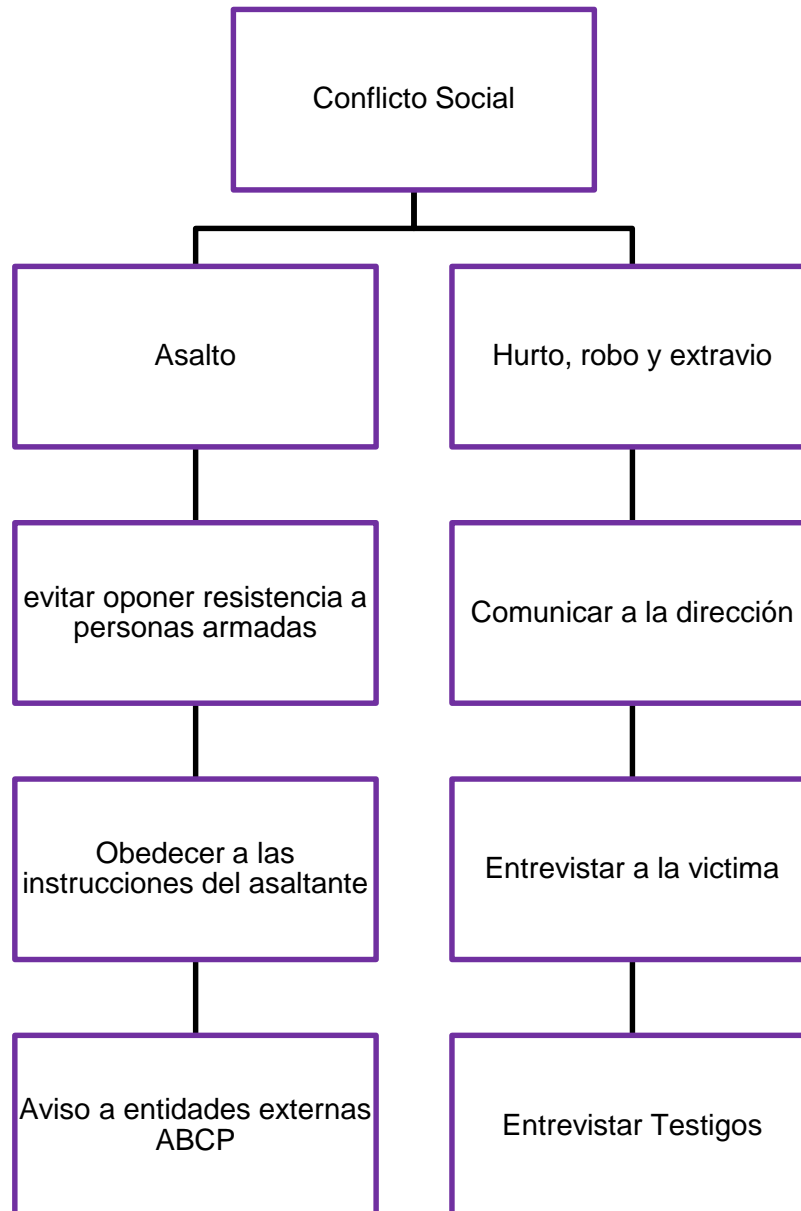 Conflicto Social
Asalto
Hurto, robo y extravio
evitar oponer resistencia a
personas armadas
Comunicar a la dirección
Obedecer a las
instrucciones del asaltante
Entrevistar a la victima
Aviso a entidades externas
ABCP
Entrevistar Testigos